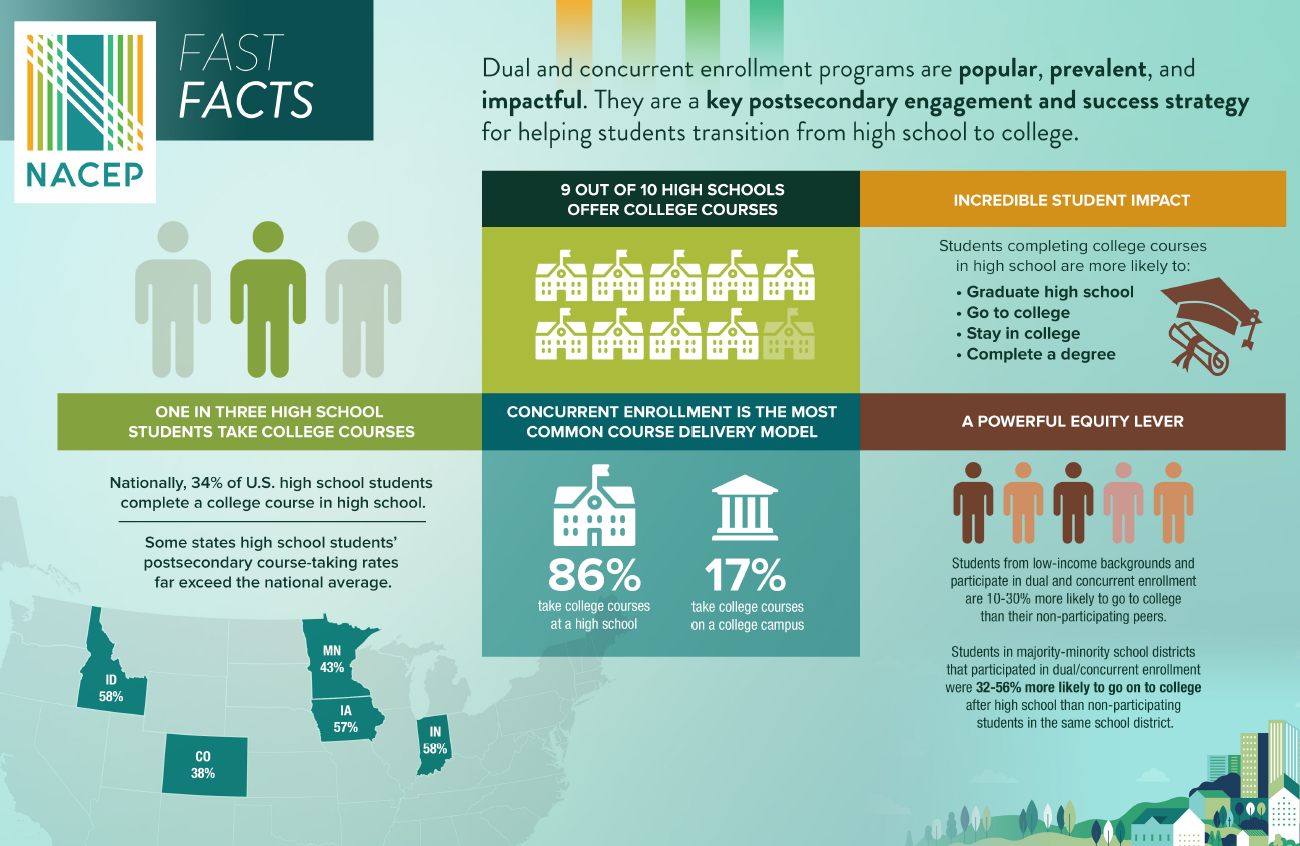 NACEP
FAST
FACTS
Dual and concurrent enrollment programs are popular, prevalent, and
impactful. They are a key postsecondary engagement and success strategy
for helping students transition from high school to college.
9 OUT OF 10 HIGH SCHOOLS
OFFER COLLEGE COURSES
INCREDIBLE STUDENT IMPACT
Students completing college courses
in high school are more likely to:
• Graduate high school
• Go to college
• Stay in college
• Complete a degree
ONE IN THREE HIGH SCHOOL
STUDENTS TAKE COLLEGE COURSES
Nationally, 34% of U.S. high school students
complete a college course in high school.
Some states high school students’
postsecondary course-taking rates
far exceed the national average.
ID
58%
MN
43%
IA
57%
IN
58%
CO
38%
CONCURRENT ENROLLMENT IS THE MOST
COMMON COURSE DELIVERY MODEL
86%
take college courses
at a high school
17%
take college courses
on a college campus
A POWERFUL EQUITY LEVER
Students from low-income backgrounds and
participate in dual and concurrent enrollment
are 10-30% more likely to go to college
than their non-participating peers.
Students in majority-minority school districts
that participated in dual/concurrent enrollment
were 32-56% more likely to go on to college
after high school than non-participating
students in the same school district.